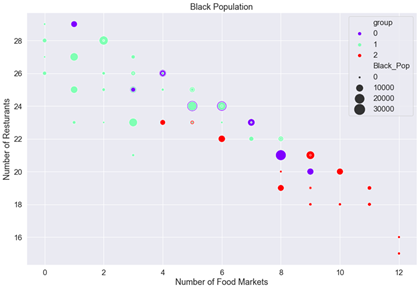 Black Population
group
0
1
2
Black_Pop
0
10000
20000
30000
Number of Resturants
28
26
24
22
20
18
16
0 2 4 6 8 10 12
Number of Food Markets